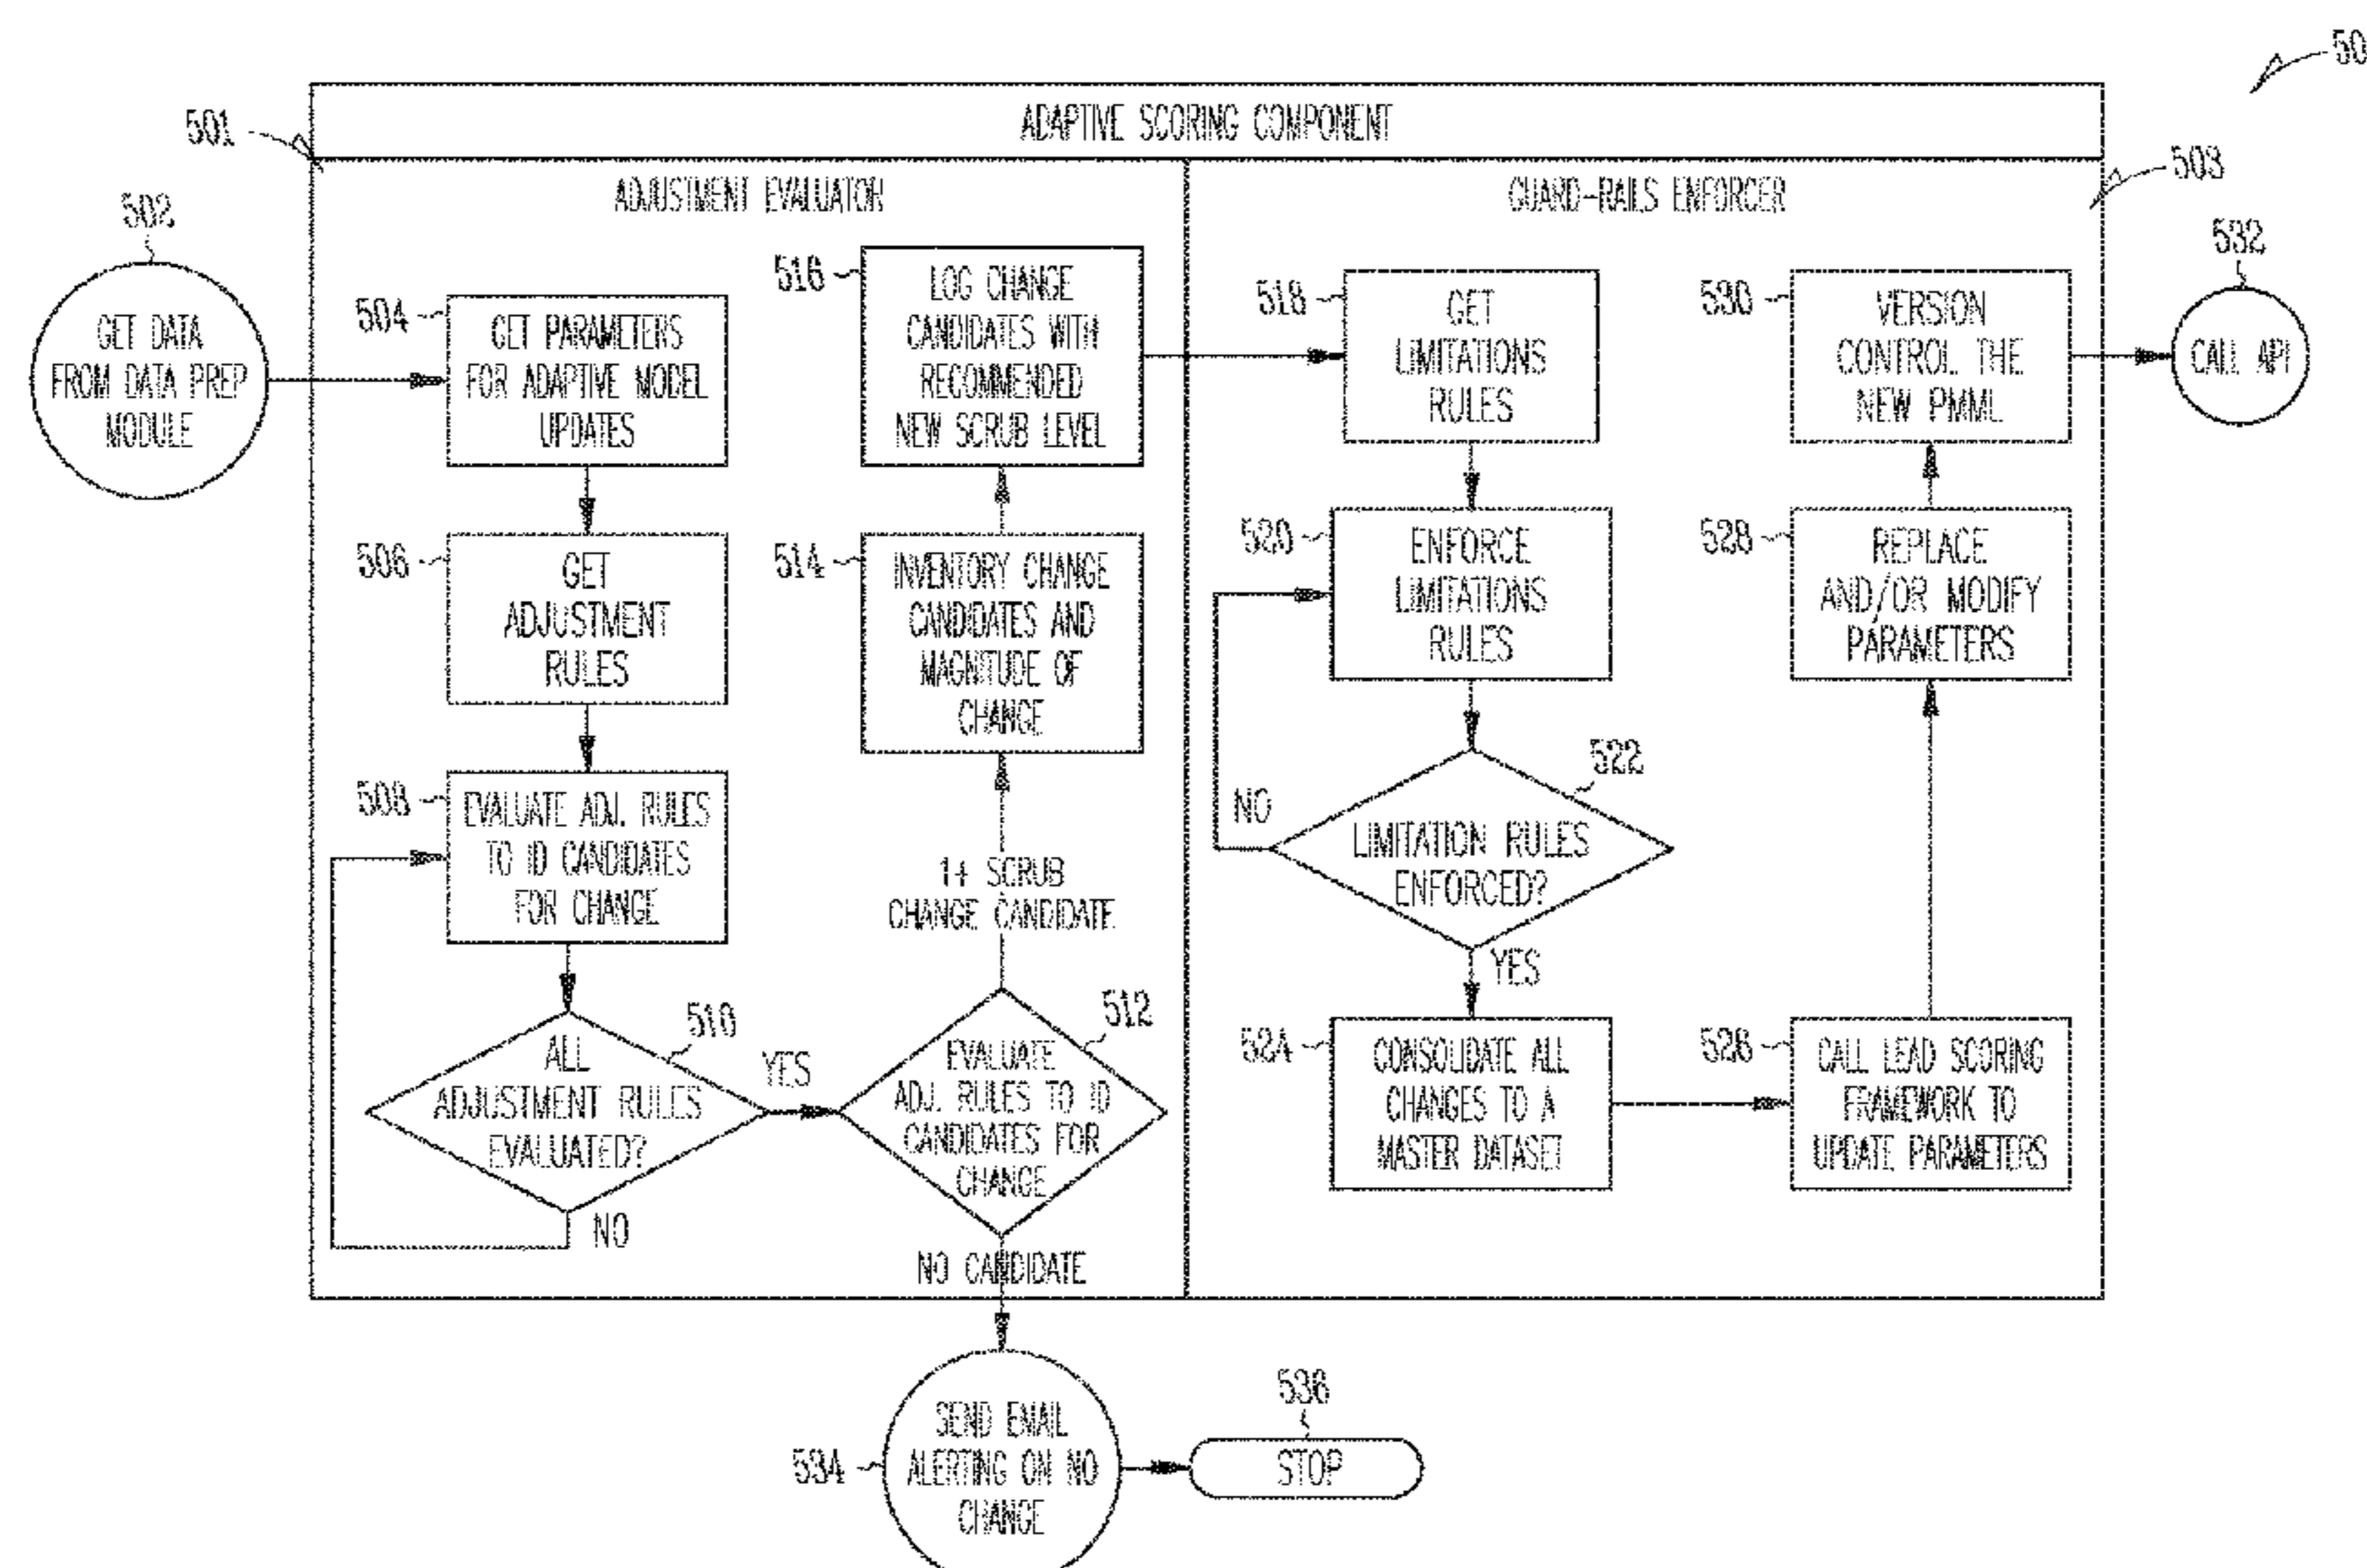 50
ADAPTIVE SCORING COMPONENT
501
503
ADJUSTMENT EVALUATOR
GUARD-RAILS ENFORCER
502
GET DATA
FROM DATA PREP
MODULE
504
GET PARAMETERS
FOR ADAPTIVE MODEL
UPDATES
506
GET
ADJUSTMENT
RULES
508
EVALUATE ADJ. RULES
TO ID CANDIDATES
FOR CHANGE
510
ALL
ADJUSTMENT RULES
EVALUATED?
NO
YES
512
EVALUATE
ADJ. RULES TO ID
CANDIDATES FOR
CHANGE
1+ SCRUB
CHANGE CANDIDATE
NO CANDIDATE
514
INVENTORY CHANGE
CANDIDATES AND
MAGNITUDE OF
CHANGE
516
LOG CHANGE
CANDIDATES WITH
RECOMMENDED
NEW SCRUB LEVEL
518
GET
LIMITATIONS
RULES
520
ENFORCE
LIMITATIONS
RULES
522
LIMITATION RULES
ENFORCED?
NO
YES
524
CONSOLIDATE ALL
CHANGES TO A
MASTER DATASET
526
CALL LEAD SCORING
FRAMEWORK TO
UPDATE PARAMETERS
528
REPLACE
AND/OR MODIFY
PARAMETERS
530
VERSION
CONTROL THE
NEW PMML
532
CALL API
534
SEND EMAIL
ALERTING ON NO
CHANGE
536
STOP